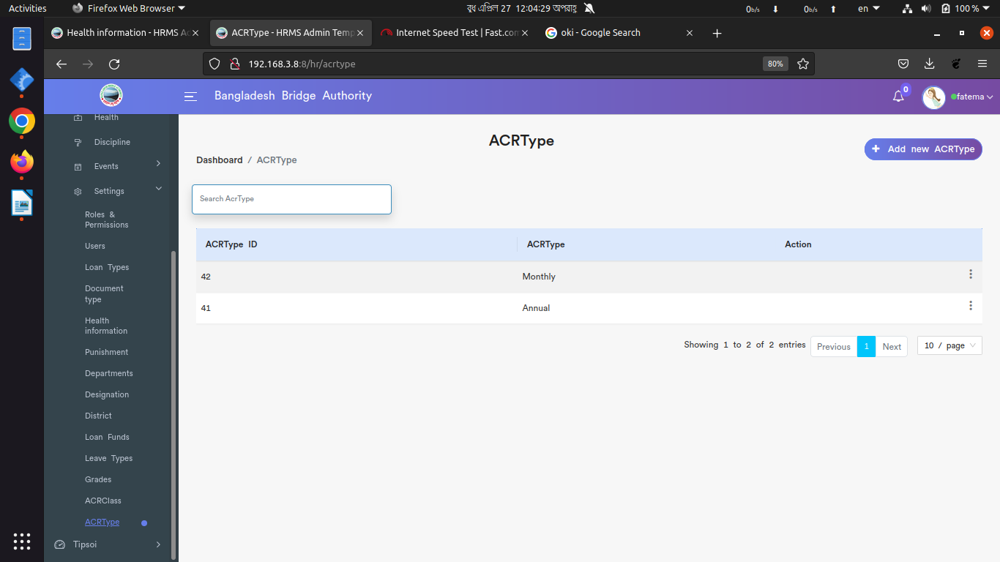 Activities
Firefox Web Browser
বুধ এপ্রিল 27 12:04:29 অপরাহ্ণ
0b/s
0b/s
en
100 %
Health information - HRMS Ac
ACRType - HRMS Admin Temp
Internet Speed Test | Fast.com
oki - Google Search
192.168.3.8:8/hr/acrtype
80%
Bangladesh Bridge Authority
0
fatema
Health
Discipline
Events
Settings
Roles &
Permissions
Users
Loan Types
Document
type
Health
information
Punishment
Departments
Designation
District
Loan Funds
Leave Types
Grades
ACRClass
ACRType
Tipsoi
ACRType
Dashboard / ACRType
+ Add new ACRType
Search AcrType
ACRType ID ACRType Action
42 Monthly
41 Annual
Showing 1 to 2 of 2 entries Previous 1 Next 10 / page